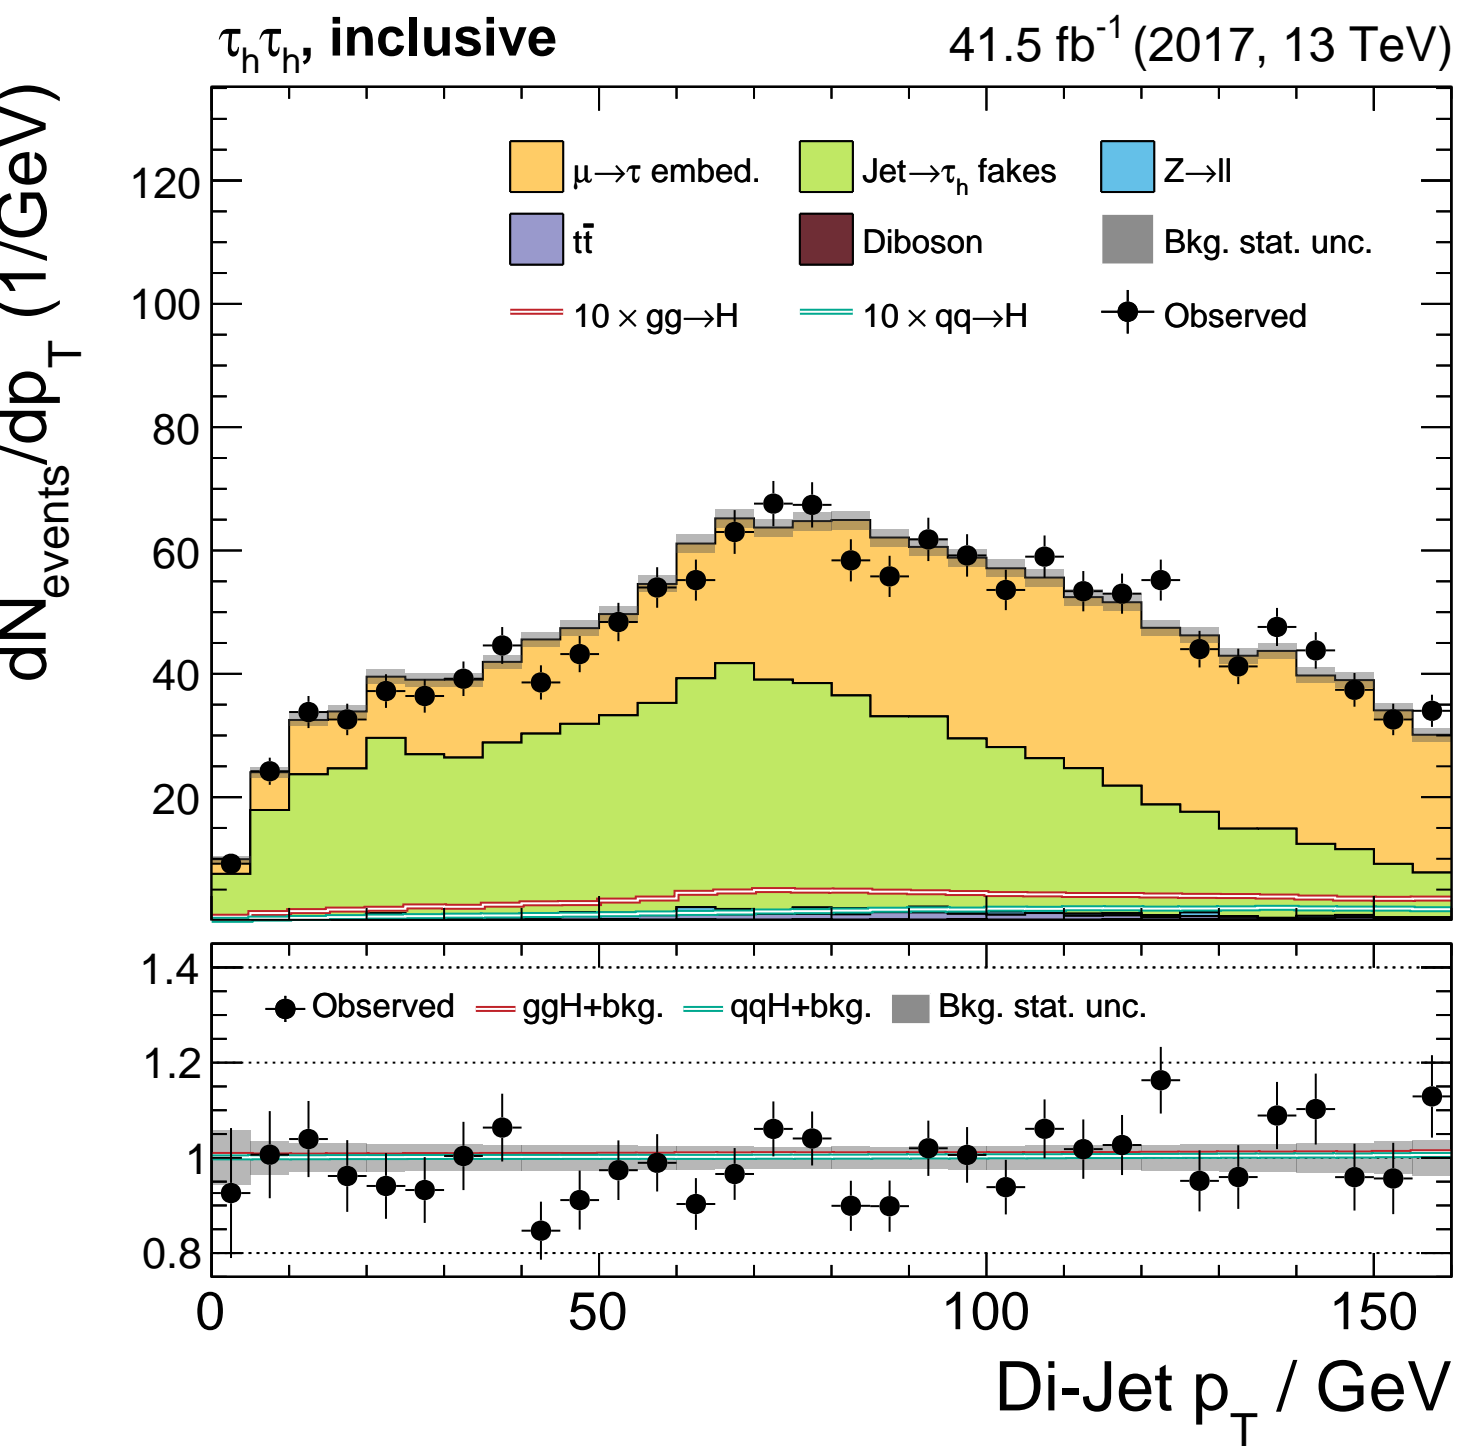 τhτh, inclusive 41.5 fb-1 (2017, 13 TeV)
dNevents/dpT (1/GeV)
μ→τ embed. Jet→τh fakes Z→ll
tt̄ Diboson Bkg. stat. unc.
10 × gg→H 10 × qq→H Observed
120
100
80
60
40
20
1.4
Observed ggH+bkg. qqH+bkg. Bkg. stat. unc.
1.2
1
0.8
0 50 100 150
Di-Jet pT / GeV